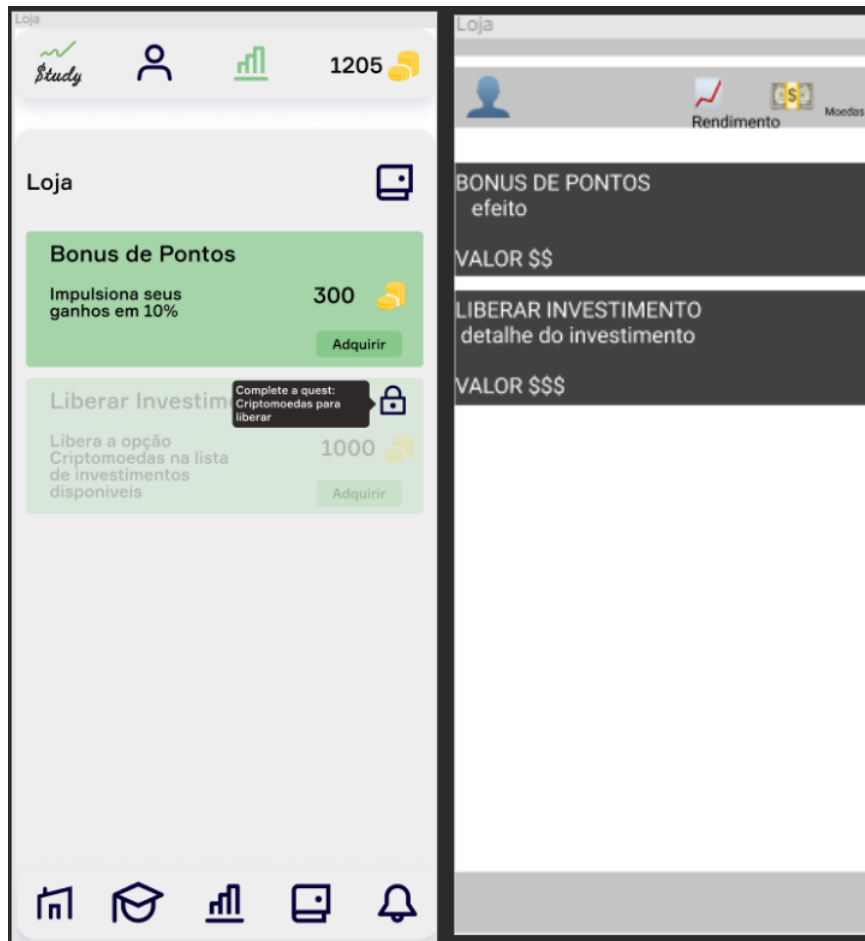 Loja
$tudy
1205
Loja
Bonus de Pontos
Impulsiona seus
ganhos em 10%
300
Adquirir
Liberar Investim
Complete a quest:
Criptomoedas para
liberar
Libera a opção
Criptomoedas na lista
de investimentos
disponiveis
1000
Adquirir
Loja
Rendimento
$
Moedas
BONUS DE PONTOS
efeito
VALOR $$
LIBERAR INVESTIMENTO
detalhe do investimento
VALOR $$$